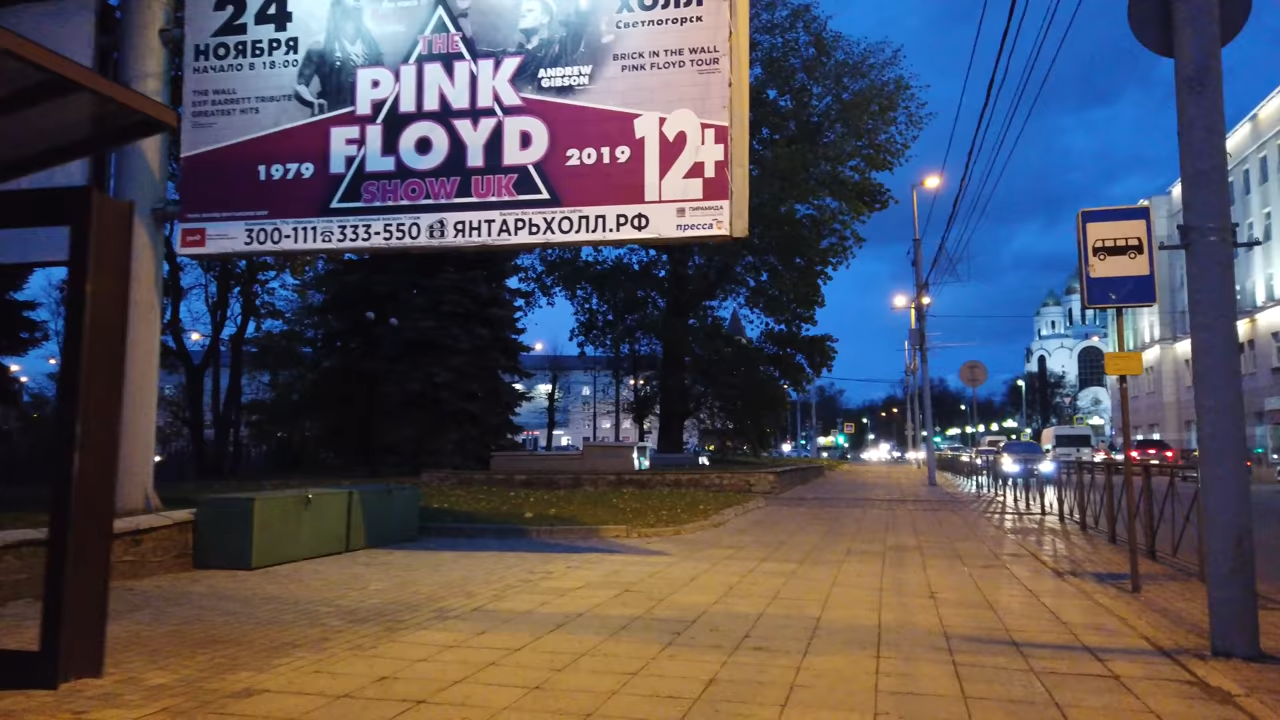 24
НОЯБРЯ
НАЧАЛО В 18:00
THE WALL
SYF BARRETT TRIBUTE
GREATEST HITS
THE
PINK
FLOYD
SHOW UK
1979
2019
ANDREW
GIBSON
ХОЛЛ
Светлогорск
BRICK IN THE WALL
PINK FLOYD TOUR
12+
300-111 333-550 ЯНТАРЬХОЛЛ.РФ
ПИРАМИДА
пресса